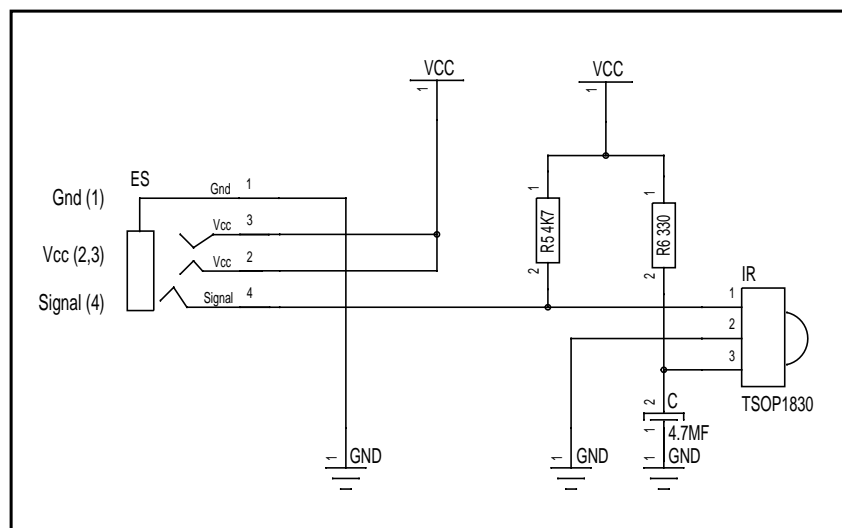 VCC
1
VCC
1
ES
Gnd (1)
Gnd
1
Vcc
3
Vcc (2,3)
Vcc
2
Signal (4)
Signal
4
1
R5 4K7
2
1
R6 330
2
IR
1
2
3
TSOP1830
2
C
1
4.7MF
1
GND
1
GND
1
GND